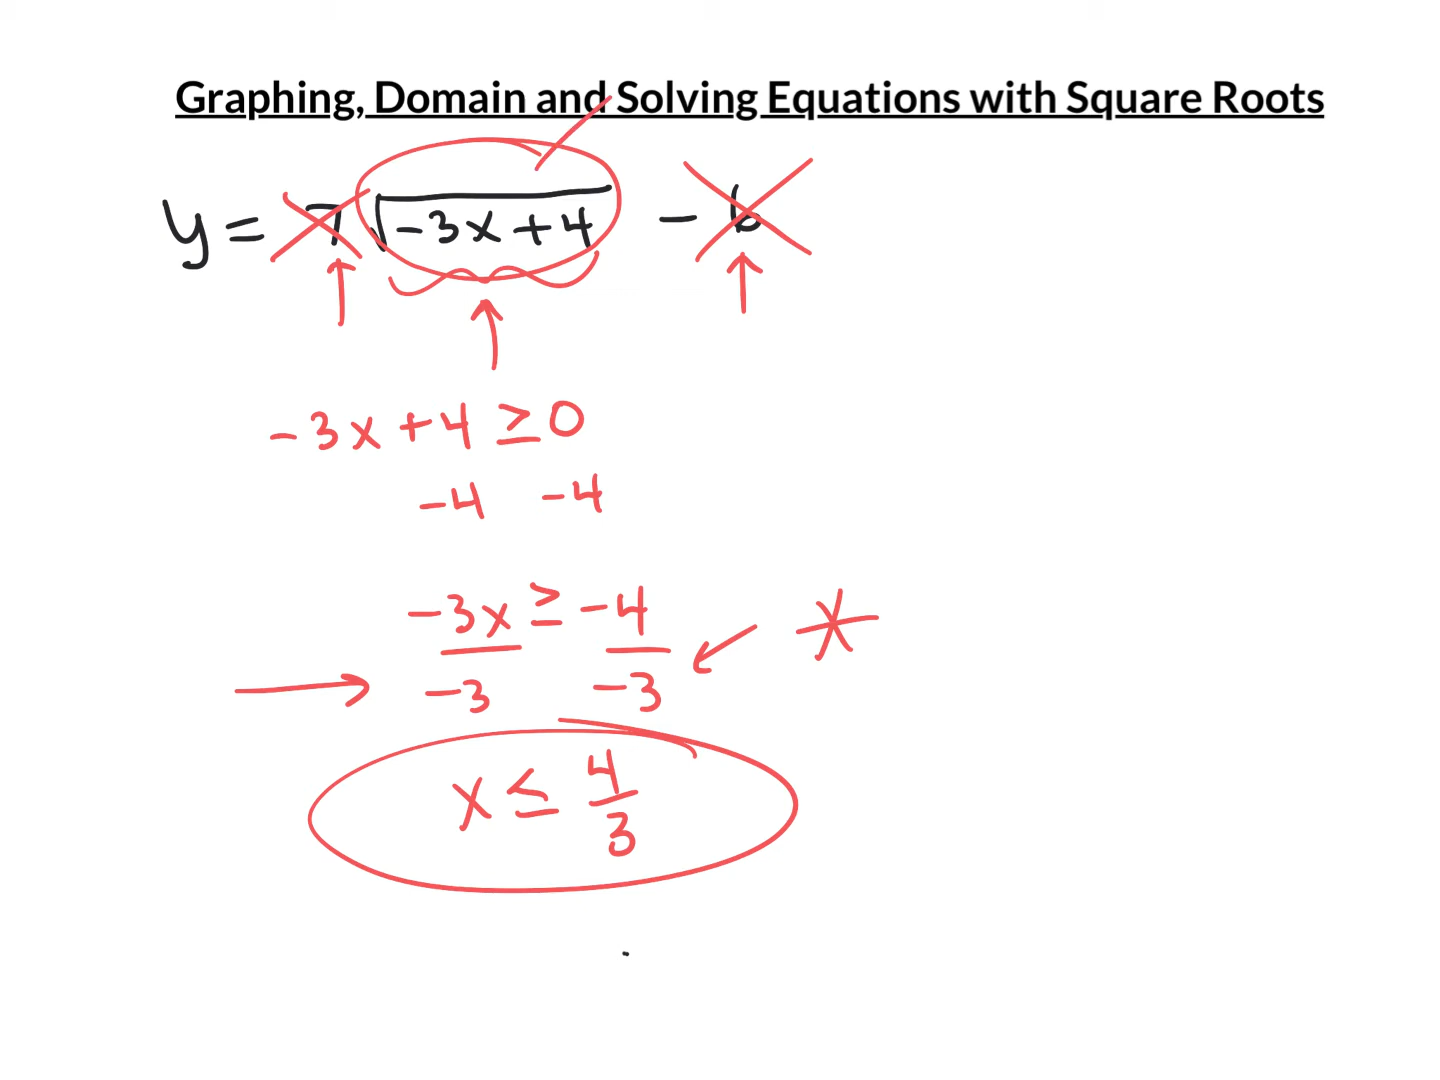 Graphing, Domain and Solving Equations with Square Roots
y = 7 √(-3x + 4) - 6
-3x + 4 ≥ 0
-4 -4
-3x ≥ -4
-3 -3
x ≤ 4/3